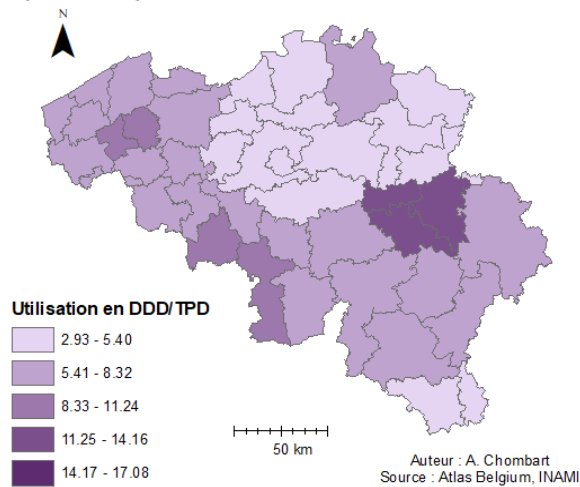 N
Utilisation en DDD/TPD
2.93 - 5.40
5.41 - 8.32
8.33 - 11.24
11.25 - 14.16
14.17 - 17.08
50 km
Auteur : A. Chombart
Source : Atlas Belgium, INAMI